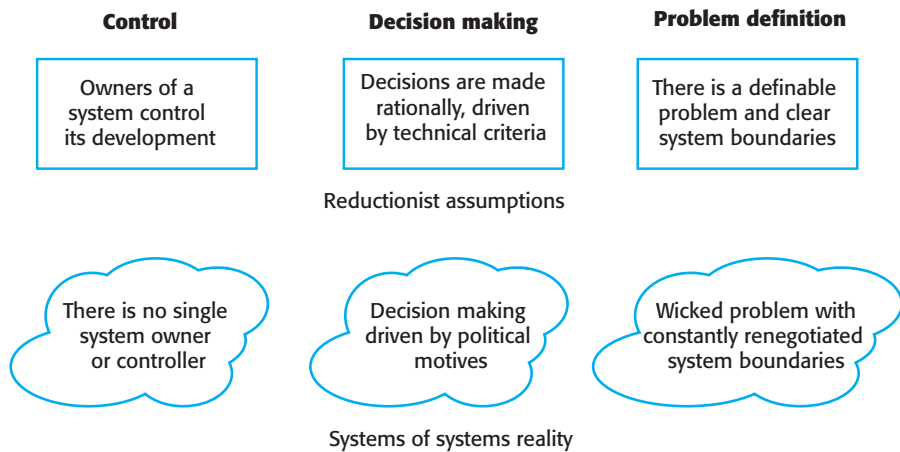 Control
Decision making
Problem definition
Owners of a
system control
its development
Decisions are made
rationally, driven
by technical criteria
There is a definable
problem and clear
system boundaries
Reductionist assumptions
There is no single
system owner
or controller
Decision making
driven by political
motives
Wicked problem with
constantly renegotiated
system boundaries
Systems of systems reality